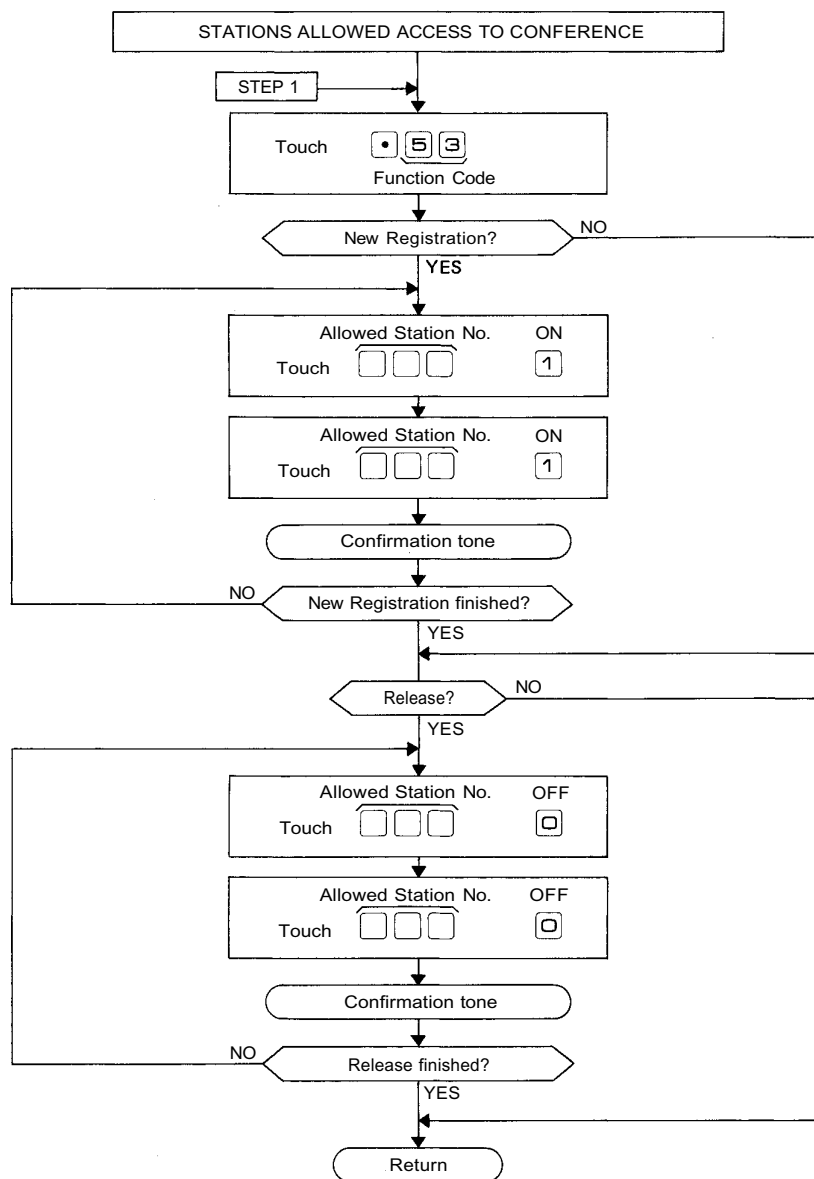 STATIONS ALLOWED ACCESS TO CONFERENCE
STEP 1
Touch • 5 3
Function Code
New Registration? NO
YES
Allowed Station No. ON
Touch 1
Allowed Station No. ON
Touch 1
Confirmation tone
NO New Registration finished?
YES
Release? NO
YES
Allowed Station No. OFF
Touch 0
Allowed Station No. OFF
Touch 0
Confirmation tone
NO Release finished?
YES
Return